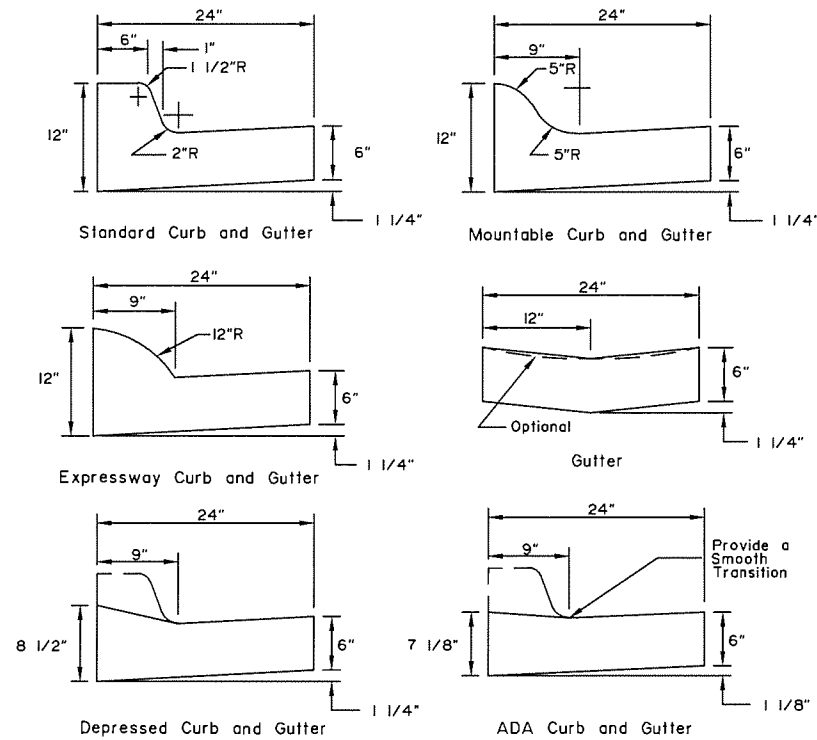 24"
6"
1"
1 1/2"R
12"
2"R
6"
1 1/4"
Standard Curb and Gutter
24"
9"
5"R
12"
5"R
6"
1 1/4"
Mountable Curb and Gutter
24"
9"
12"R
12"
6"
1 1/4"
Expressway Curb and Gutter
24"
12"
6"
Optional
1 1/4"
Gutter
24"
9"
8 1/2"
6"
1 1/4"
Depressed Curb and Gutter
24"
9"
Provide a
Smooth
Transition
7 1/8"
6"
1 1/8"
ADA Curb and Gutter